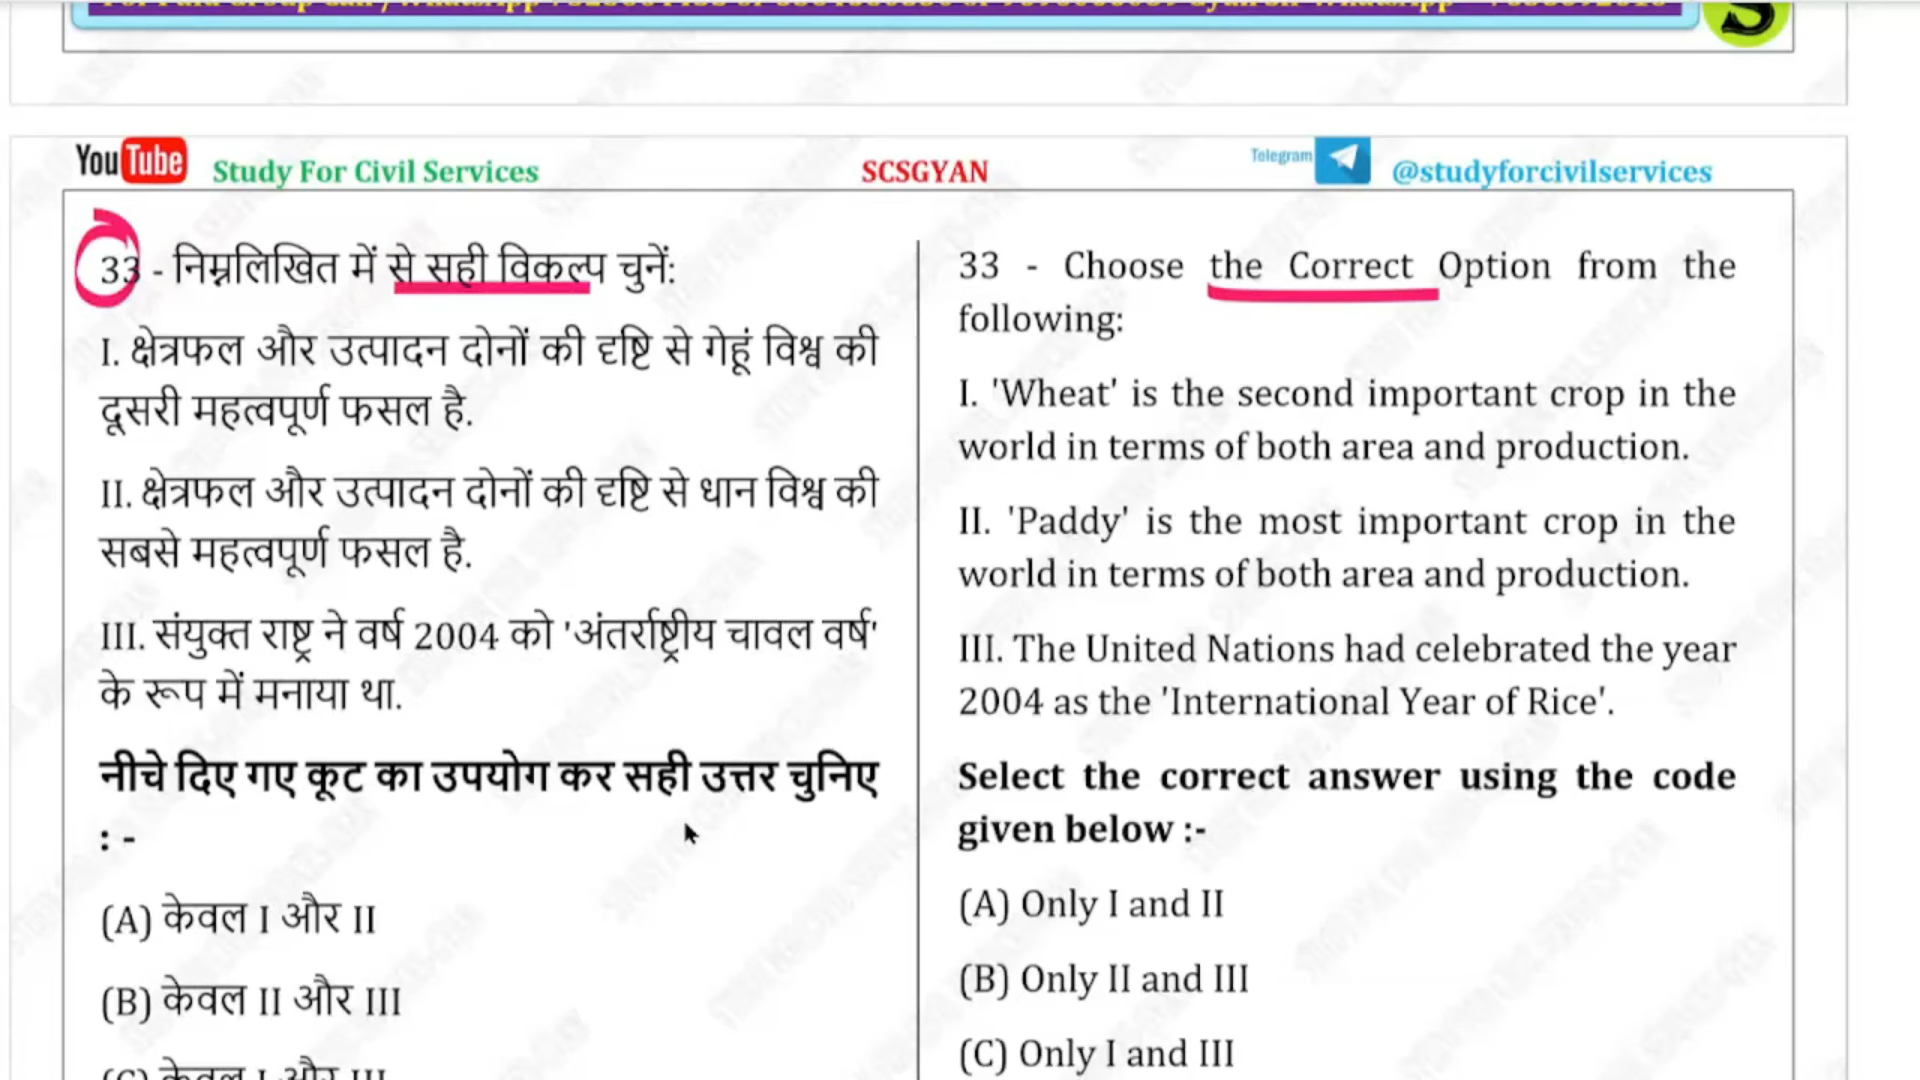 You Tube Study For Civil Services SCSGYAN Telegram @studyforcivilservices
33 - निम्नलिखित में से सही विकल्प चुनें:
I. क्षेत्रफल और उत्पादन दोनों की दृष्टि से गेहूं विश्व की
दूसरी महत्वपूर्ण फसल है.
II. क्षेत्रफल और उत्पादन दोनों की दृष्टि से धान विश्व की
सबसे महत्वपूर्ण फसल है.
III. संयुक्त राष्ट्र ने वर्ष 2004 को 'अंतर्राष्ट्रीय चावल वर्ष'
के रूप में मनाया था.
नीचे दिए गए कूट का उपयोग कर सही उत्तर चुनिए
: -
(A) केवल I और II
(B) केवल II और III
(C) केवल I और III
33 - Choose the Correct Option from the
following:
I. 'Wheat' is the second important crop in the
world in terms of both area and production.
II. 'Paddy' is the most important crop in the
world in terms of both area and production.
III. The United Nations had celebrated the year
2004 as the 'International Year of Rice'.
Select the correct answer using the code
given below :-
(A) Only I and II
(B) Only II and III
(C) Only I and III